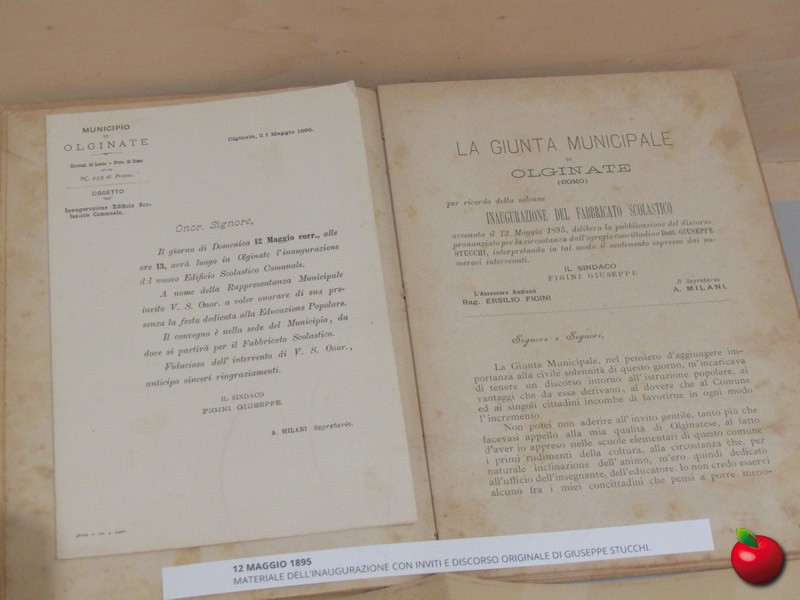 MUNICIPIO
DI
OLGINATE
Olginate, li 1 Maggio 1895.
OGGETTO
Inaugurazione Edificio Sco-
lastico Comunale.
Onor. Signore,
Il giorno di Domenica 12 Maggio corr., alle
ore 13, avrà luogo in Olginate l'inaugurazione
del nuovo Edificio Scolastico Comunale.
A nome della Rappresentanza Municipale
invito V. S. Onor. a voler onorare di sua pre-
senza la festa dedicata alla Educazione Popolare.
Il convegno è nella sede del Municipio, da
dove si partirà per il Fabbricato Scolastico.
Fiducioso dell' intervento di V. S. Onor.,
anticipo sinceri ringraziamenti.
IL SINDACO
FIGINI GIUSEPPE.
A. MILANI Segretario.
LA GIUNTA MUNICIPALE
DI
OLGINATE
(COMO)
per ricordo della solenne
INAUGURAZIONE DEL FABBRICATO SCOLASTICO
avvenuta il 12 Maggio 1895, delibera la pubblicazione del discorso
pronunziato per la circostanza dall'egregio concittadino Dott. GIUSEPPE
STUCCHI, interpretando in tal modo il sentimento espresso dai nu-
merosi intervenuti.
IL SINDACO
FIGINI GIUSEPPE
L'Assessore Anziano
Rag. ERSILIO FIGINI
Il Segretario
A. MILANI.
Signore e Signori,
La Giunta Municipale, nel pensiero d'aggiungere im-
portanza alla civile solennità di questo giorno, m'incaricava
di tenere un discorso intorno all'istruzione popolare, ai
vantaggi che da essa derivano, al dovere che al Comune
ed ai singoli cittadini incombe di favorirne in ogni modo
l'incremento.
Non potei non aderire all'invito gentile, tanto più che
facevasi appello alla mia qualità di Olginatese, al fatto
d'aver io appreso nelle scuole elementari di questo comune
i primi rudimenti della coltura, alla circostanza che, per
naturale inclinazione dell'animo, m'ero quindi dedicato
all'ufficio dell'insegnante, dell'educatore. Io non credo esservi
alcuno fra i miei concittadini che pensi a porre meno-
12 MAGGIO 1895
MATERIALE DELL'INAUGURAZIONE CON INVITI E DISCORSO ORIGINALE DI GIUSEPPE STUCCHI.